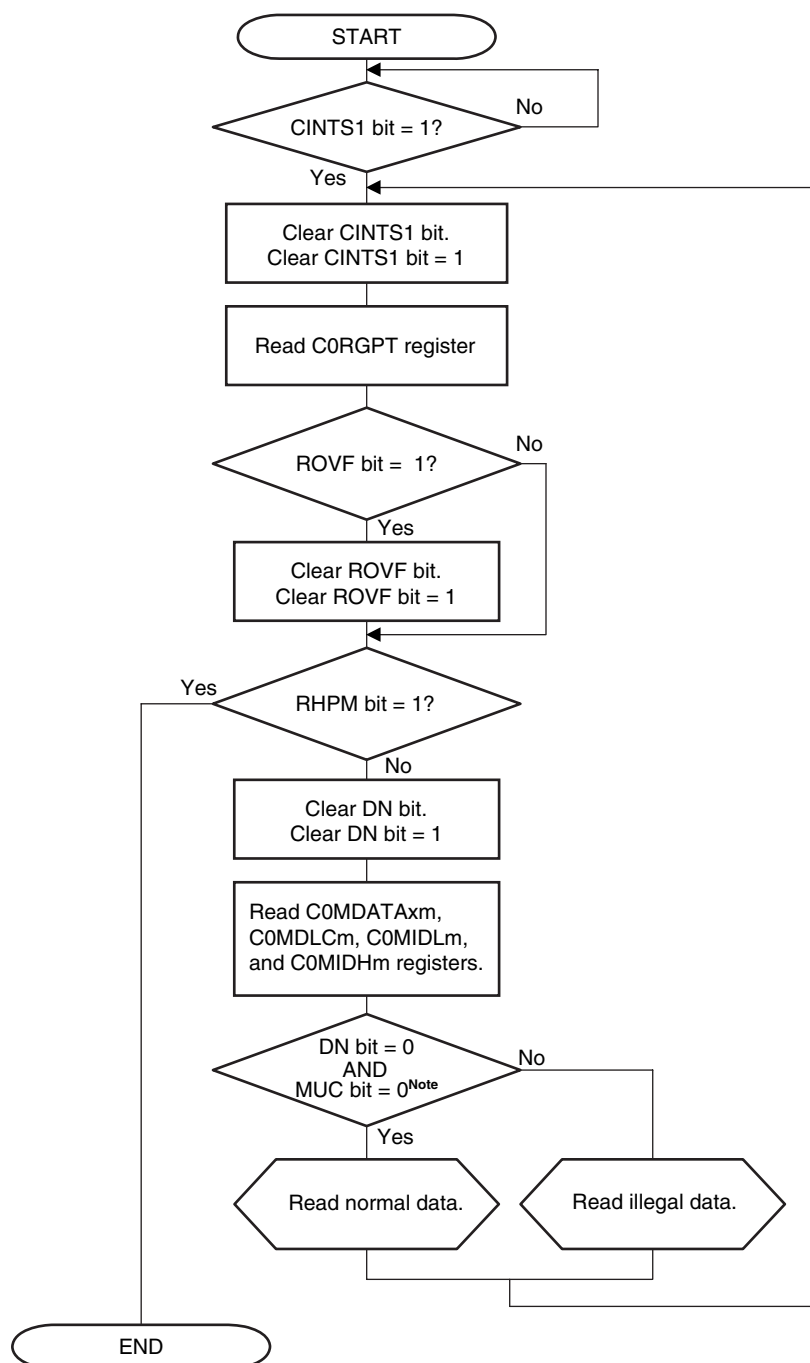 START
No
CINTS1 bit = 1?
Yes
Clear CINTS1 bit.
Clear CINTS1 bit = 1
Read C0RGPT register
No
ROVF bit = 1?
Yes
Clear ROVF bit.
Clear ROVF bit = 1
Yes
RHPM bit = 1?
No
Clear DN bit.
Clear DN bit = 1
Read C0MDATAxm,
C0MDLCm, C0MIDLm,
and C0MIDHm registers.
DN bit = 0
No
AND
MUC bit = 0Note
Yes
Read normal data.
Read illegal data.
END